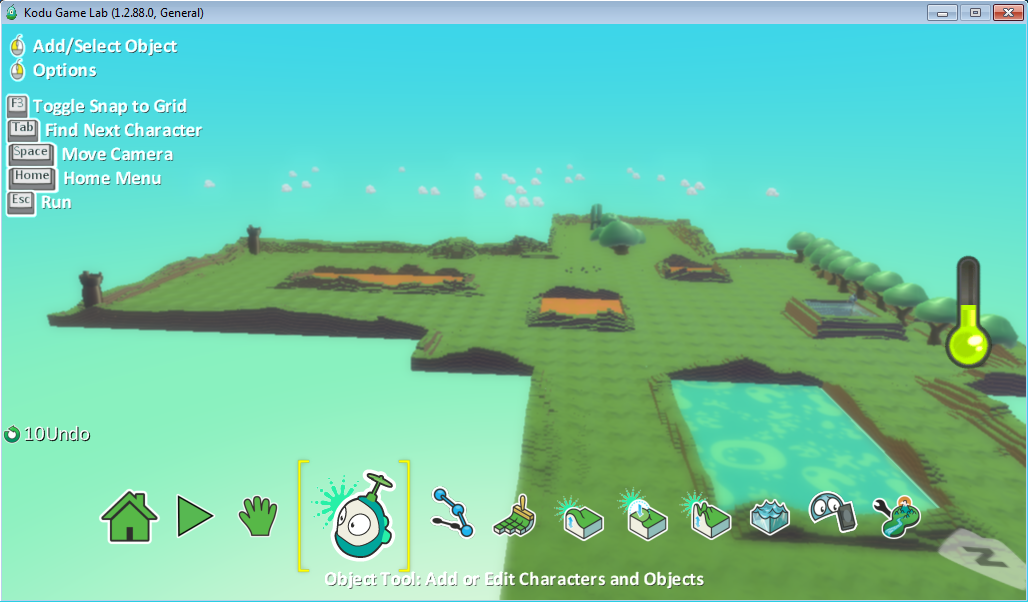 Kodu Game Lab (1.2.88.0, General)
Add/Select Object
Options
F3 Toggle Snap to Grid
Tab Find Next Character
Space Move Camera
Home Home Menu
Esc Run
10Undo
Object Tool: Add or Edit Characters and Objects
Z